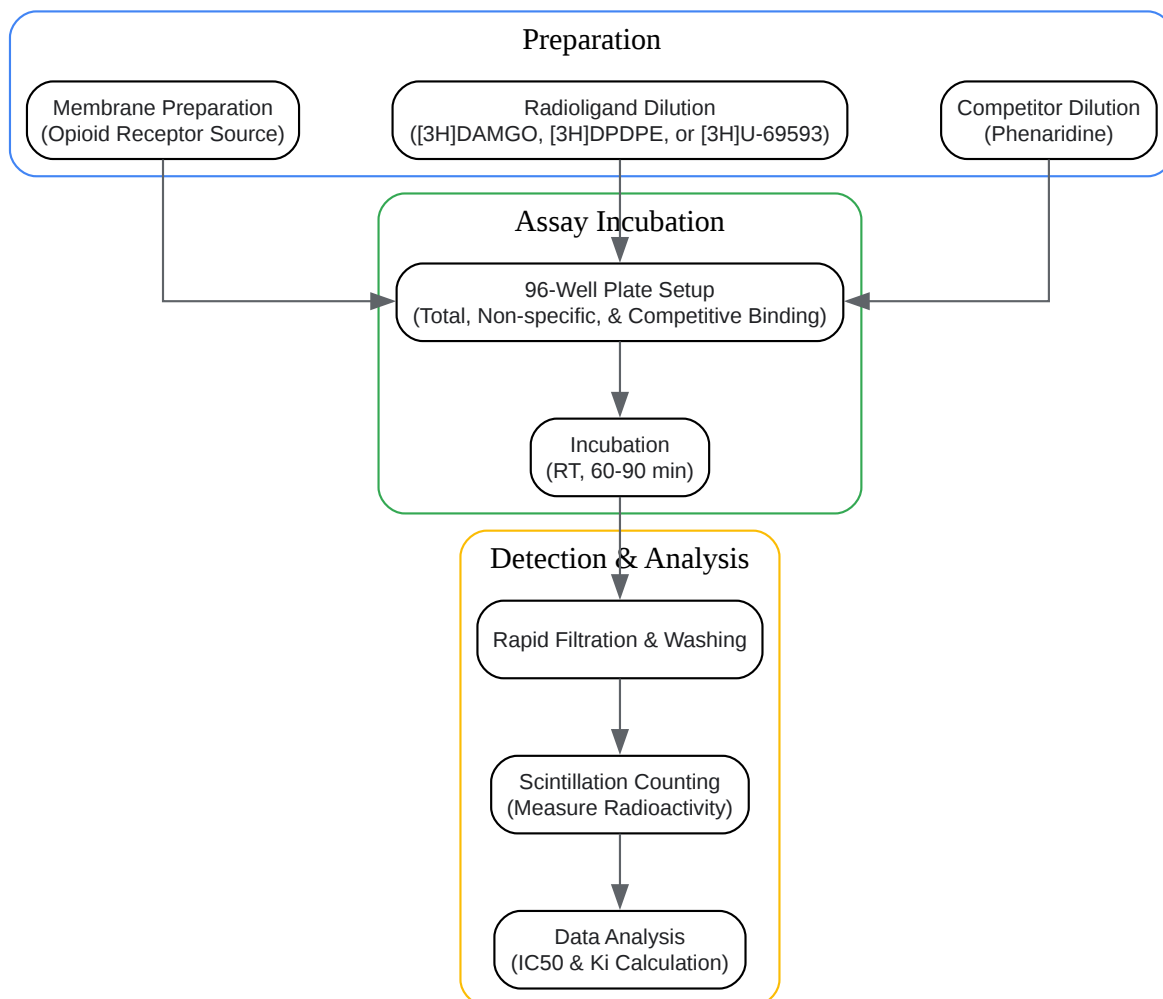 Preparation
Membrane Preparation
(Opioid Receptor Source)
Radioligand Dilution
([3H]DAMGO, [3H]DPDPE, or [3H]U-69593)
Competitor Dilution
(Phenaridine)
Assay Incubation
96-Well Plate Setup
(Total, Non-specific, & Competitive Binding)
Incubation
(RT, 60-90 min)
Detection & Analysis
Rapid Filtration & Washing
Scintillation Counting
(Measure Radioactivity)
Data Analysis
(IC50 & Ki Calculation)